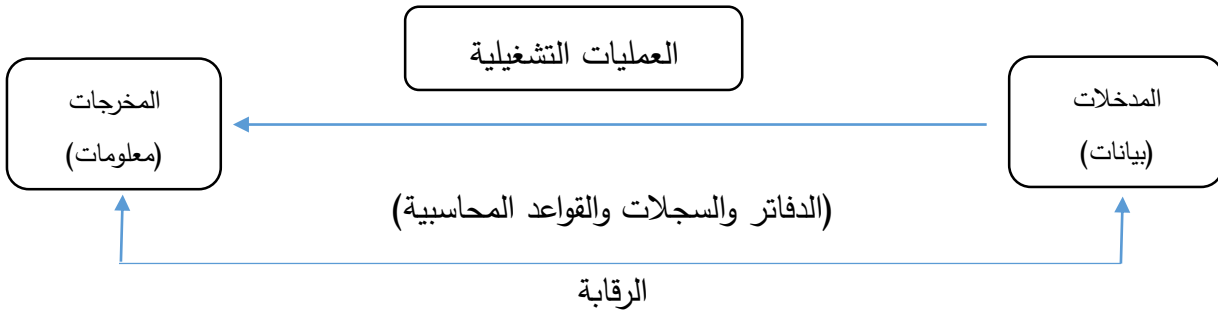 العمليات التشغيلية
المدخلات
(بيانات)
المخرجات
(معلومات)
(الدفاتر والسجلات والقواعد المحاسبية)
الرقابة